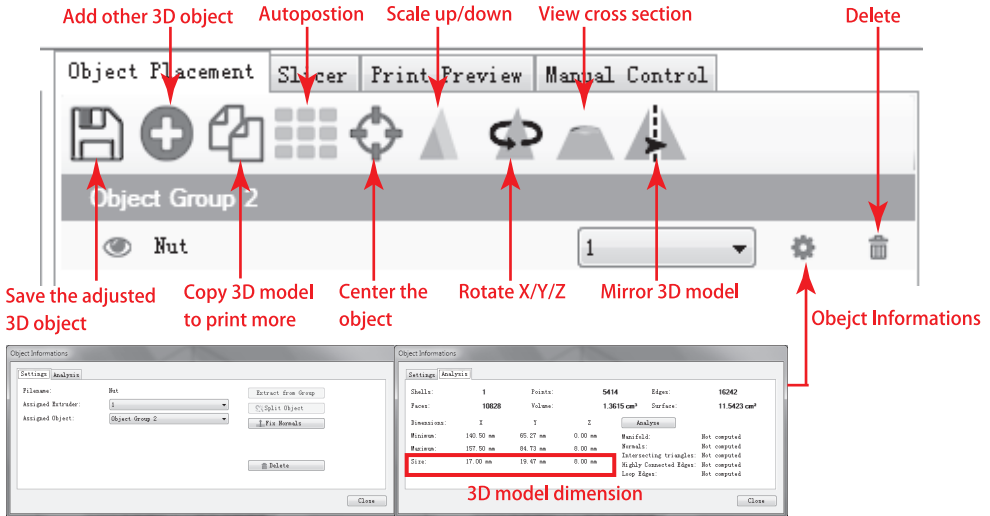 Add other 3D object
Autopostion
Scale up/down
View cross section
Delete
Object Placement
Slicer
Print Preview
Manual Control
Object Group 2
Nut
1
Save the adjusted
3D object
Copy 3D model
to print more
Center the
object
Rotate X/Y/Z
Mirror 3D model
Obejct Informations
Object Informations
Settings Analysis
Filename: Nut
Extract from Group
Assigned Extruder: 1
Split Object
Assigned Object: Object Group 2
Fix Normals
Delete
Close
Object Informations
Settings Analysis
Shells: 1 Points: 5414 Edges: 16242
Faces: 10828 Volume: 1.3615 cm³ Surface: 11.5423 cm²
Dimensions: X Y Z Analyse
Minimum: 140.50 mm 65.27 mm 0.00 mm Manifold: Not computed
Maximum: 157.50 mm 84.73 mm 8.00 mm Normals: Not computed
Intersecting triangles: Not computed
Size: 17.00 mm 19.47 mm 8.00 mm Highly Connected Edges: Not computed
Loop Edges: Not computed
3D model dimension
Close